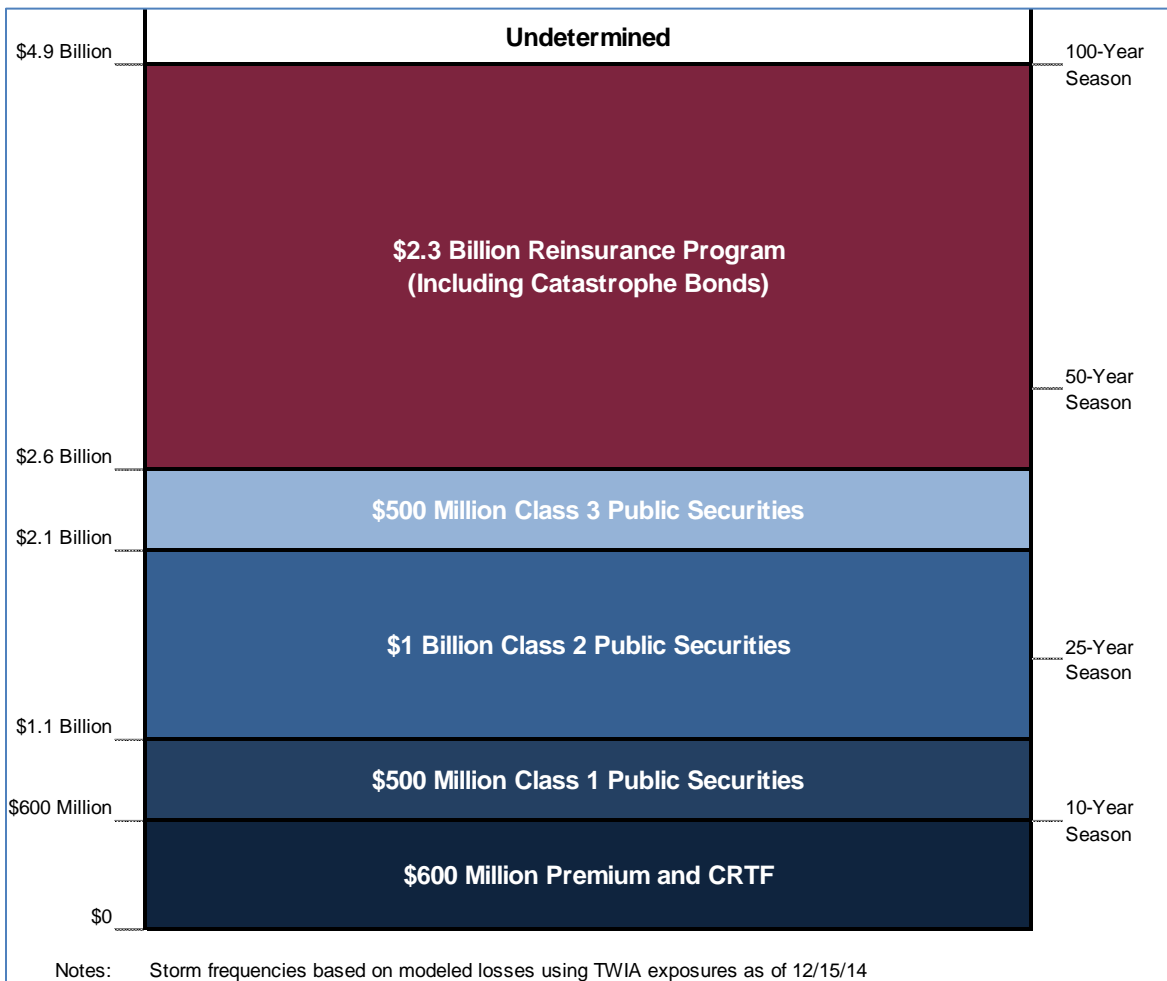 Undetermined
$4.9 Billion
100-Year
Season
$2.3 Billion Reinsurance Program
(Including Catastrophe Bonds)
50-Year
Season
$2.6 Billion
$500 Million Class 3 Public Securities
$2.1 Billion
$1 Billion Class 2 Public Securities
25-Year
Season
$1.1 Billion
$500 Million Class 1 Public Securities
$600 Million
10-Year
Season
$600 Million Premium and CRTF
$0
Notes: Storm frequencies based on modeled losses using TWIA exposures as of 12/15/14